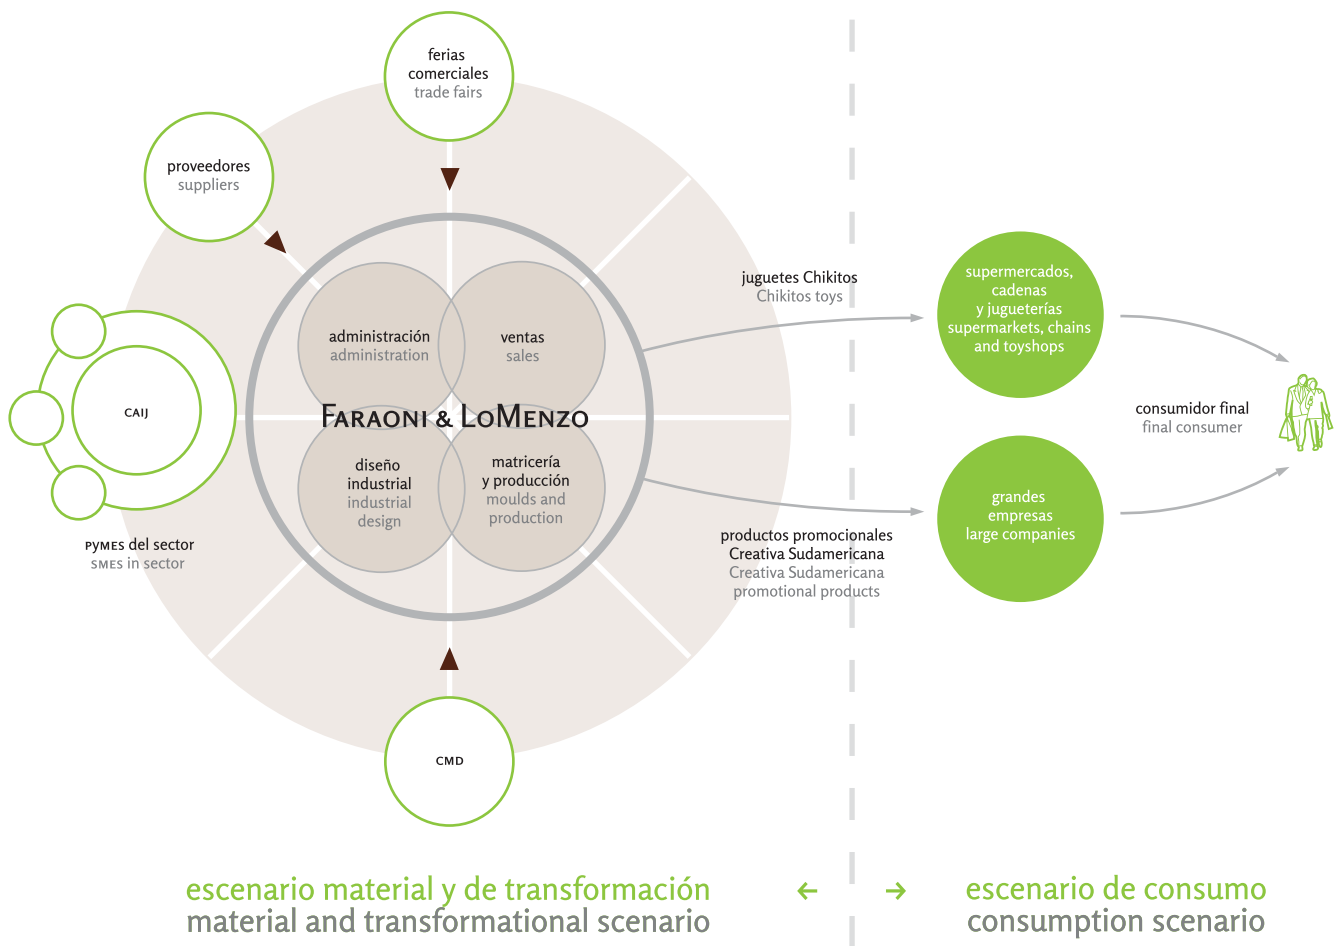 ferias
comerciales
trade fairs
proveedores
suppliers
juguetes Chikitos
Chikitos toys
supermercados,
cadenas
y jugueterías
supermarkets, chains
and toyshops
administración
administration
ventas
sales
CAIJ
FARAONI & LOMENZO
consumidor final
final consumer
diseño
industrial
industrial
design
matricería
y producción
moulds and
production
grandes
empresas
large companies
PYMES del sector
SMES in sector
productos promocionales
Creativa Sudamericana
Creativa Sudamericana
promotional products
CMD
escenario material y de transformación
material and transformational scenario
← →
escenario de consumo
consumption scenario